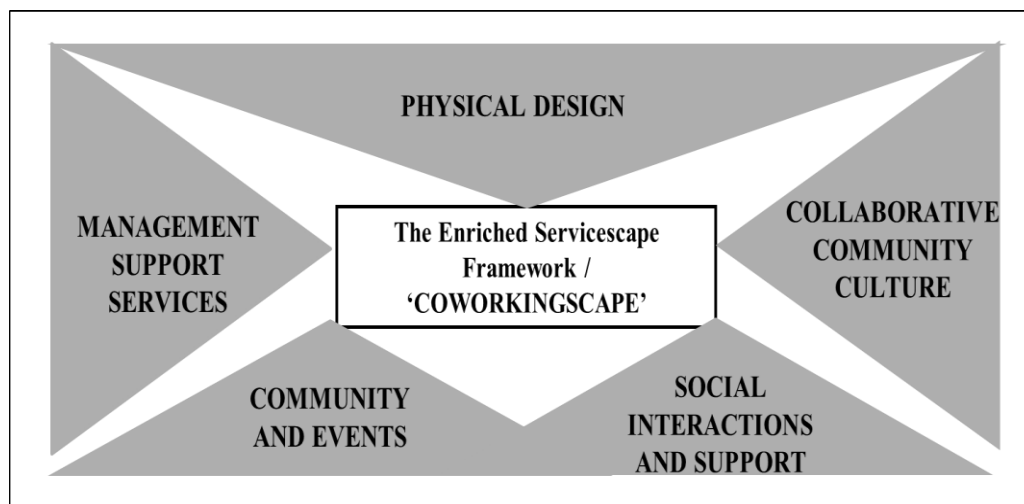 PHYSICAL DESIGN
MANAGEMENT
SUPPORT
SERVICES
The Enriched Servicescape
Framework /
‘COWORKINGSCAPE’
COLLABORATIVE
COMMUNITY
CULTURE
COMMUNITY
AND EVENTS
SOCIAL
INTERACTIONS
AND SUPPORT